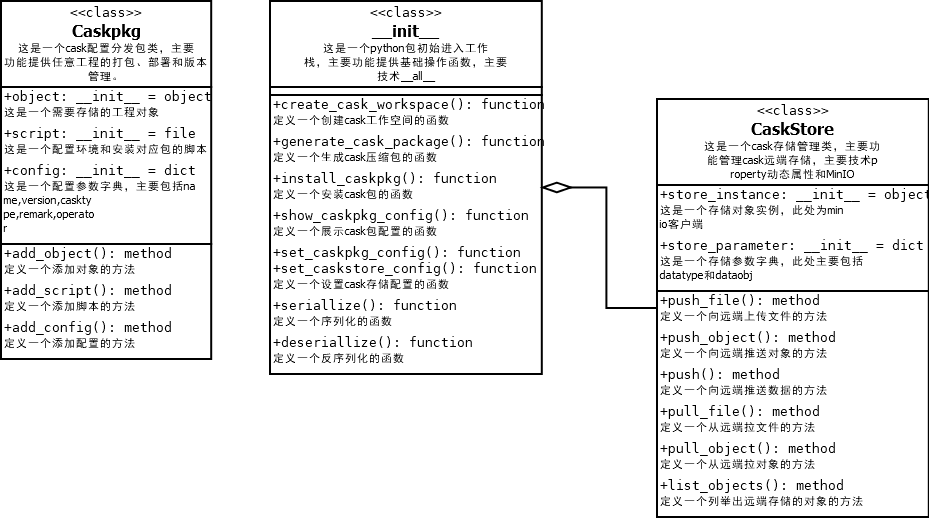 <<class>>
Caskpkg
这是一个cask配置分发包类，主要
功能提供任意工程的打包、部署和版本
管理。
+object: __init__ = object
这是一个需要存储的工程对象
+script: __init__ = file
这是一个配置环境和安装对应包的脚本
+config: __init__ = dict
这是一个配置参数字典，主要包括na
me,version,caskty
pe,remark,operato
r
+add_object(): method
定义一个添加对象的方法
+add_script(): method
定义一个添加脚本的方法
+add_config(): method
定义一个添加配置的方法
<<class>>
__init__
这是一个python包初始进入工作
栈，主要功能提供基础操作函数，主要
技术__all__
+create_cask_workspace(): function
定义一个创建cask工作空间的函数
+generate_cask_package(): function
定义一个生成cask压缩包的函数
+install_caskpkg(): function
定义一个安装cask包的函数
+show_caskpkg_config(): function
定义一个展示cask包配置的函数
+set_caskpkg_config(): function
+set_caskstore_config(): function
定义一个设置cask存储配置的函数
+seriallize(): function
定义一个序列化的函数
+deseriallize(): function
定义一个反序列化的函数
<<class>>
CaskStore
这是一个cask存储管理类，主要功
能管理cask远端存储，主要技术p
roperty动态属性和MinIO
+store_instance: __init__ = object
这是一个存储对象实例，此处为min
io客户端
+store_parameter: __init__ = dict
这是一个存储参数字典，此处主要包括
datatype和dataobj
+push_file(): method
定义一个向远端上传文件的方法
+push_object(): method
定义一个向远端推送对象的方法
+push(): method
定义一个向远端推送数据的方法
+pull_file(): method
定义一个从远端拉文件的方法
+pull_object(): method
定义一个从远端拉对象的方法
+list_objects(): method
定义一个列举出远端存储的对象的方法